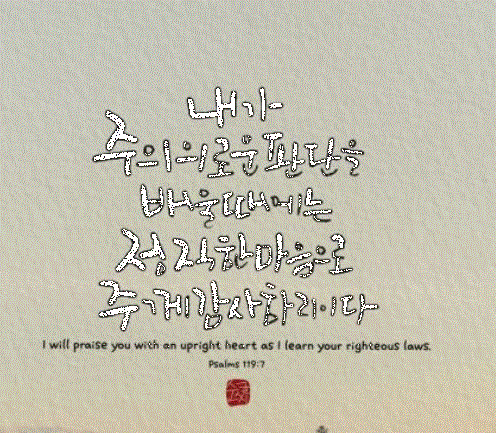 내가
주의 의로운 판단을
배울 때에는
정직한 마음으로
주께 감사하리이다
I will praise you with an upright heart as I learn your righteous laws.
Psalms 119:7